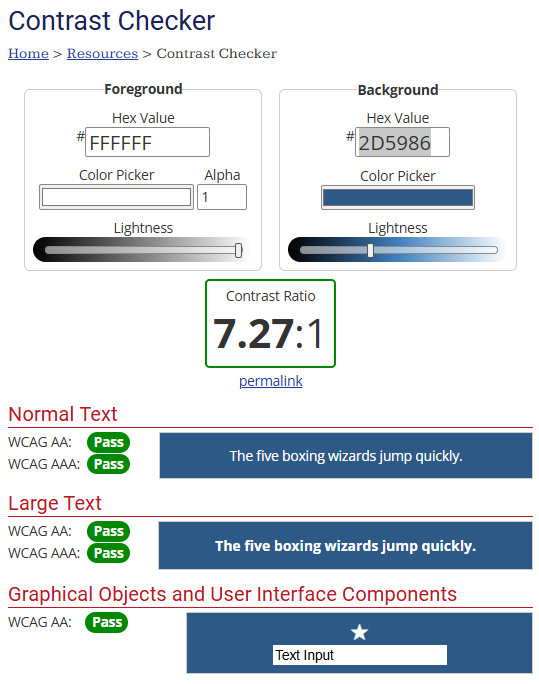 Contrast Checker
Home > Resources > Contrast Checker
Foreground
Hex Value
#FFFFFF
Color Picker Alpha
1
Lightness
Background
Hex Value
#2D5986
Color Picker
Lightness
Contrast Ratio
7.27:1
permalink
Normal Text
WCAG AA: Pass
WCAG AAA: Pass
The five boxing wizards jump quickly.
Large Text
WCAG AA: Pass
WCAG AAA: Pass
The five boxing wizards jump quickly.
Graphical Objects and User Interface Components
WCAG AA: Pass
Text Input